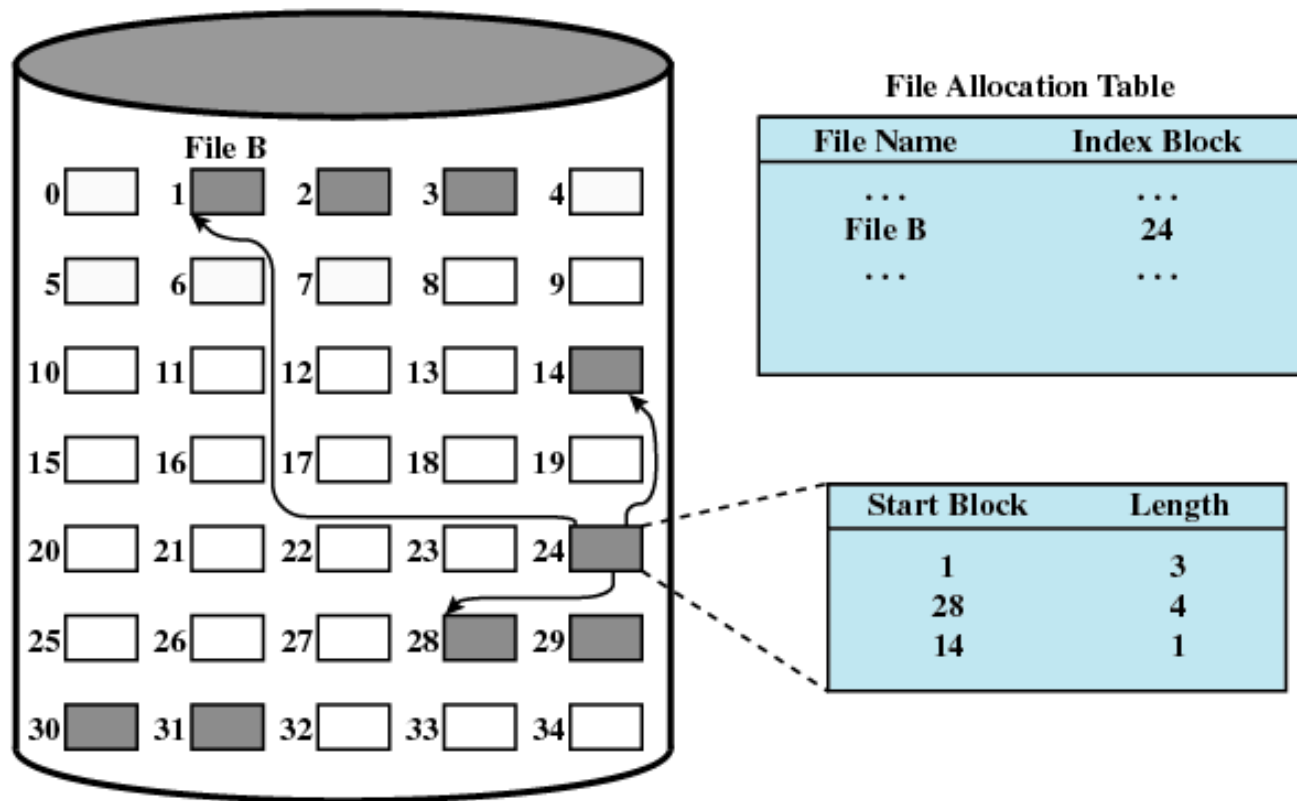 File B
0 1 2 3 4
5 6 7 8 9
10 11 12 13 14
15 16 17 18 19
20 21 22 23 24
25 26 27 28 29
30 31 32 33 34
File Allocation Table
File Name Index Block
... ...
File B 24
... ...
Start Block Length
1 3
28 4
14 1